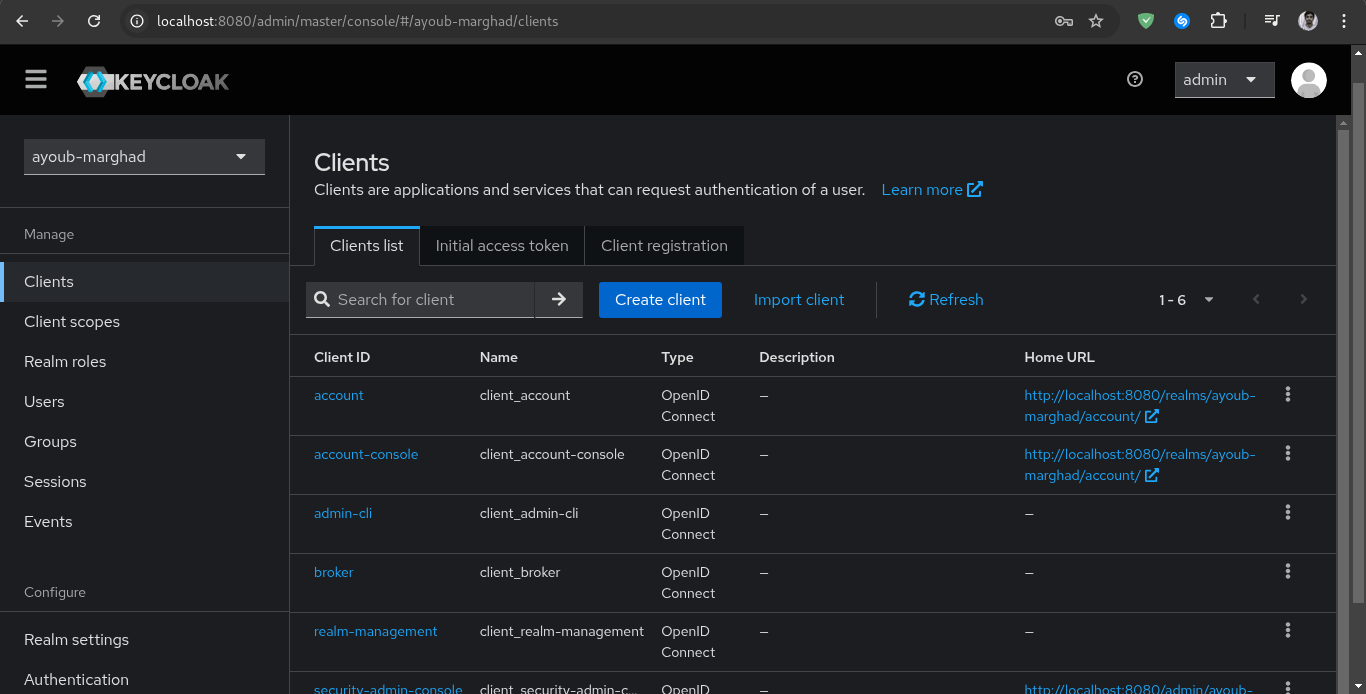 localhost:8080/admin/master/console/#/ayoub-marghad/clients
KEYCLOAK
admin
ayoub-marghad
Manage
Clients
Client scopes
Realm roles
Users
Groups
Sessions
Events
Configure
Realm settings
Authentication
Clients
Clients are applications and services that can request authentication of a user. Learn more
Clients list Initial access token Client registration
Search for client Create client Import client Refresh 1 - 6
Client ID Name Type Description Home URL
account client_account OpenID Connect – http://localhost:8080/realms/ayoub-marghad/account/
account-console client_account-console OpenID Connect – http://localhost:8080/realms/ayoub-marghad/account/
admin-cli client_admin-cli OpenID Connect – –
broker client_broker OpenID Connect – –
realm-management client_realm-management OpenID Connect – –
security-admin-console client_security-admin-c... OpenID – http://localhost:8080/admin/ayoub-